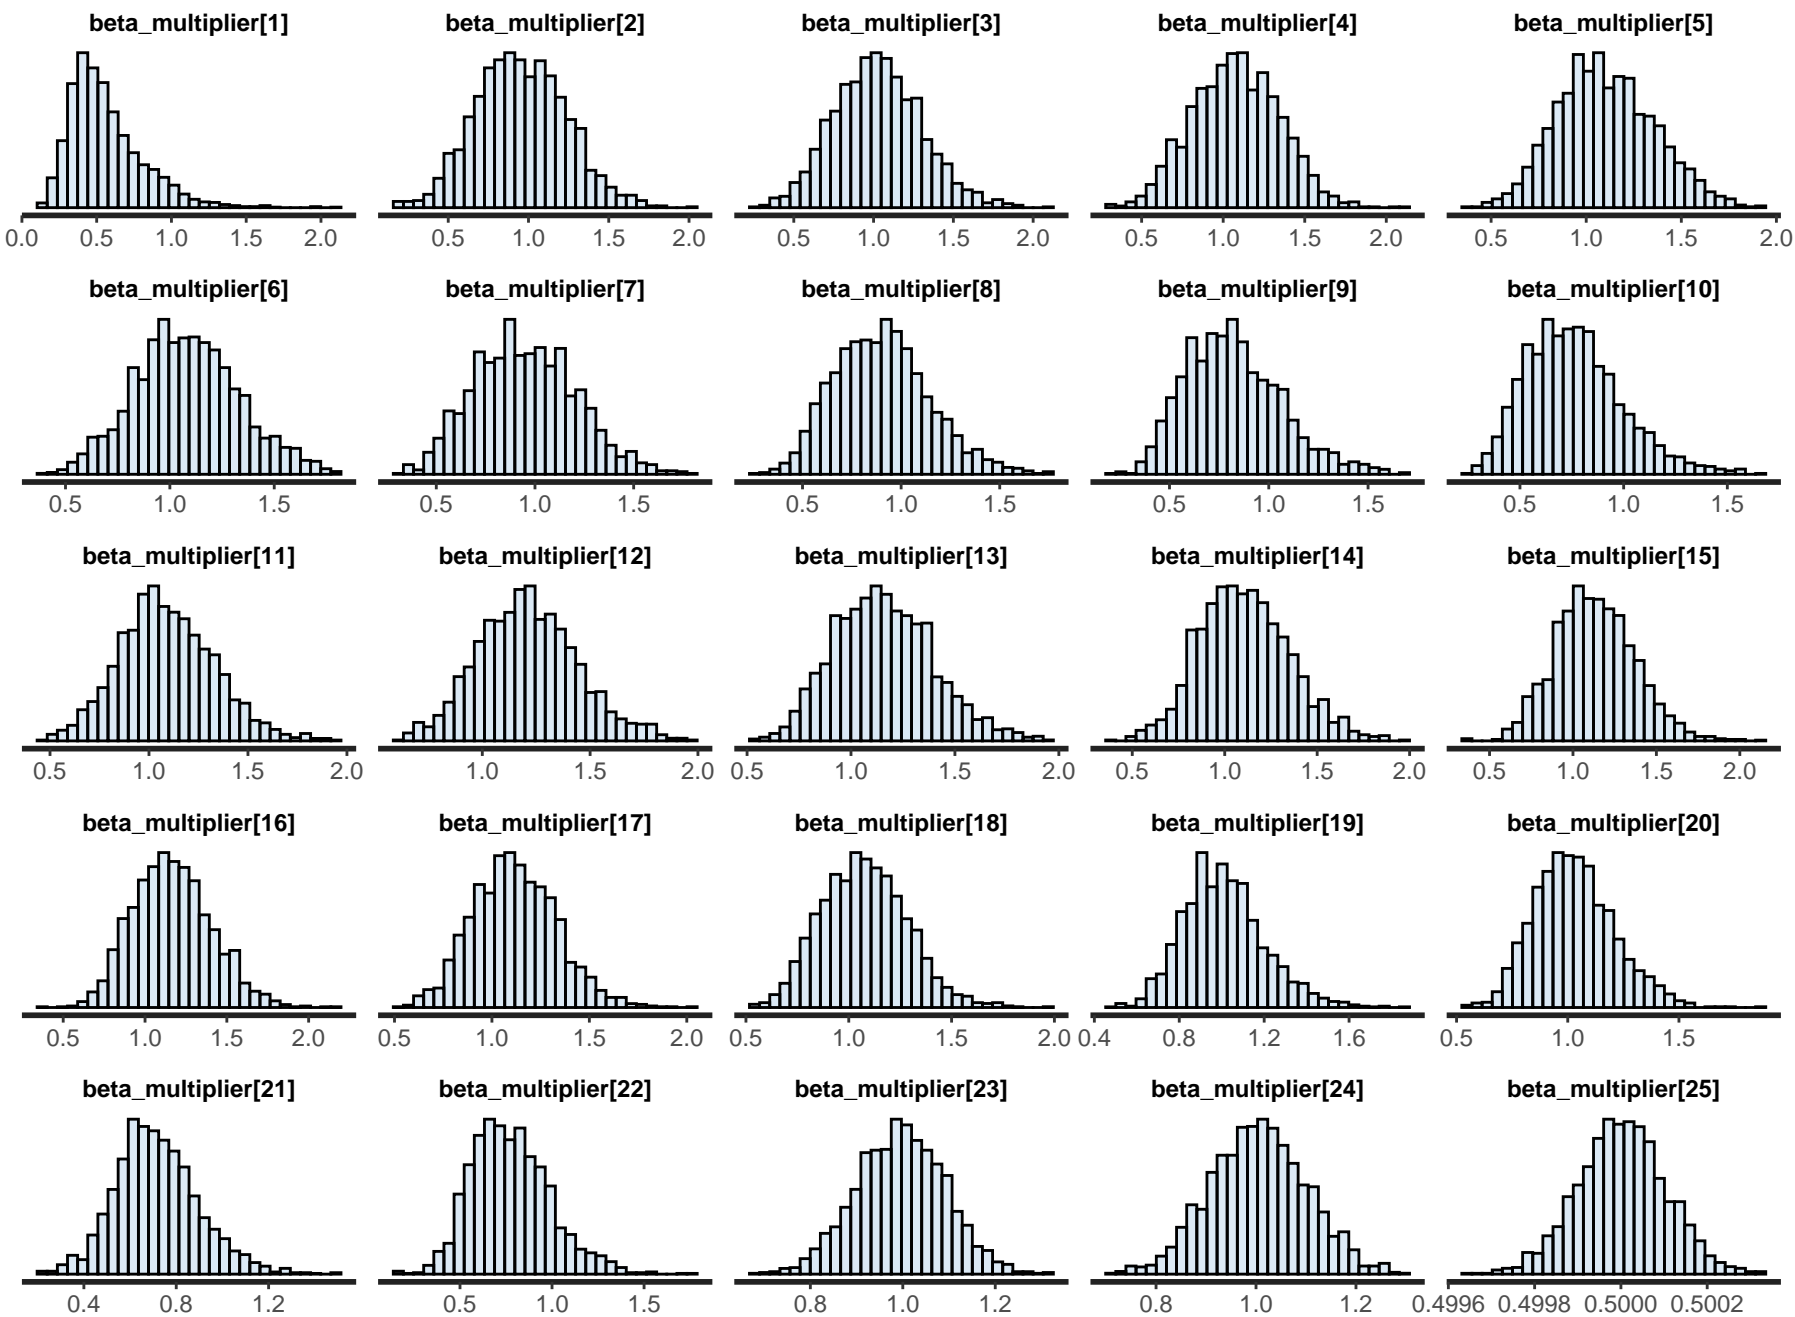 beta_multiplier[1] beta_multiplier[2] beta_multiplier[3] beta_multiplier[4] beta_multiplier[5]
0.0 0.5 1.0 1.5 2.0 0.5 1.0 1.5 2.0 0.5 1.0 1.5 2.0 0.5 1.0 1.5 2.0 0.5 1.0 1.5 2.0
beta_multiplier[6] beta_multiplier[7] beta_multiplier[8] beta_multiplier[9] beta_multiplier[10]
0.5 1.0 1.5 0.5 1.0 1.5 0.5 1.0 1.5 0.5 1.0 1.5 0.5 1.0 1.5
beta_multiplier[11] beta_multiplier[12] beta_multiplier[13] beta_multiplier[14] beta_multiplier[15]
0.5 1.0 1.5 2.0 1.0 1.5 2.0 0.5 1.0 1.5 2.0 0.5 1.0 1.5 2.0 0.5 1.0 1.5 2.0
beta_multiplier[16] beta_multiplier[17] beta_multiplier[18] beta_multiplier[19] beta_multiplier[20]
0.5 1.0 1.5 2.0 0.5 1.0 1.5 2.0 0.5 1.0 1.5 2.0 0.4 0.8 1.2 1.6 0.5 1.0 1.5
beta_multiplier[21] beta_multiplier[22] beta_multiplier[23] beta_multiplier[24] beta_multiplier[25]
0.4 0.8 1.2 0.5 1.0 1.5 0.8 1.0 1.2 0.8 1.0 1.2 0.4996 0.4998 0.5000 0.5002